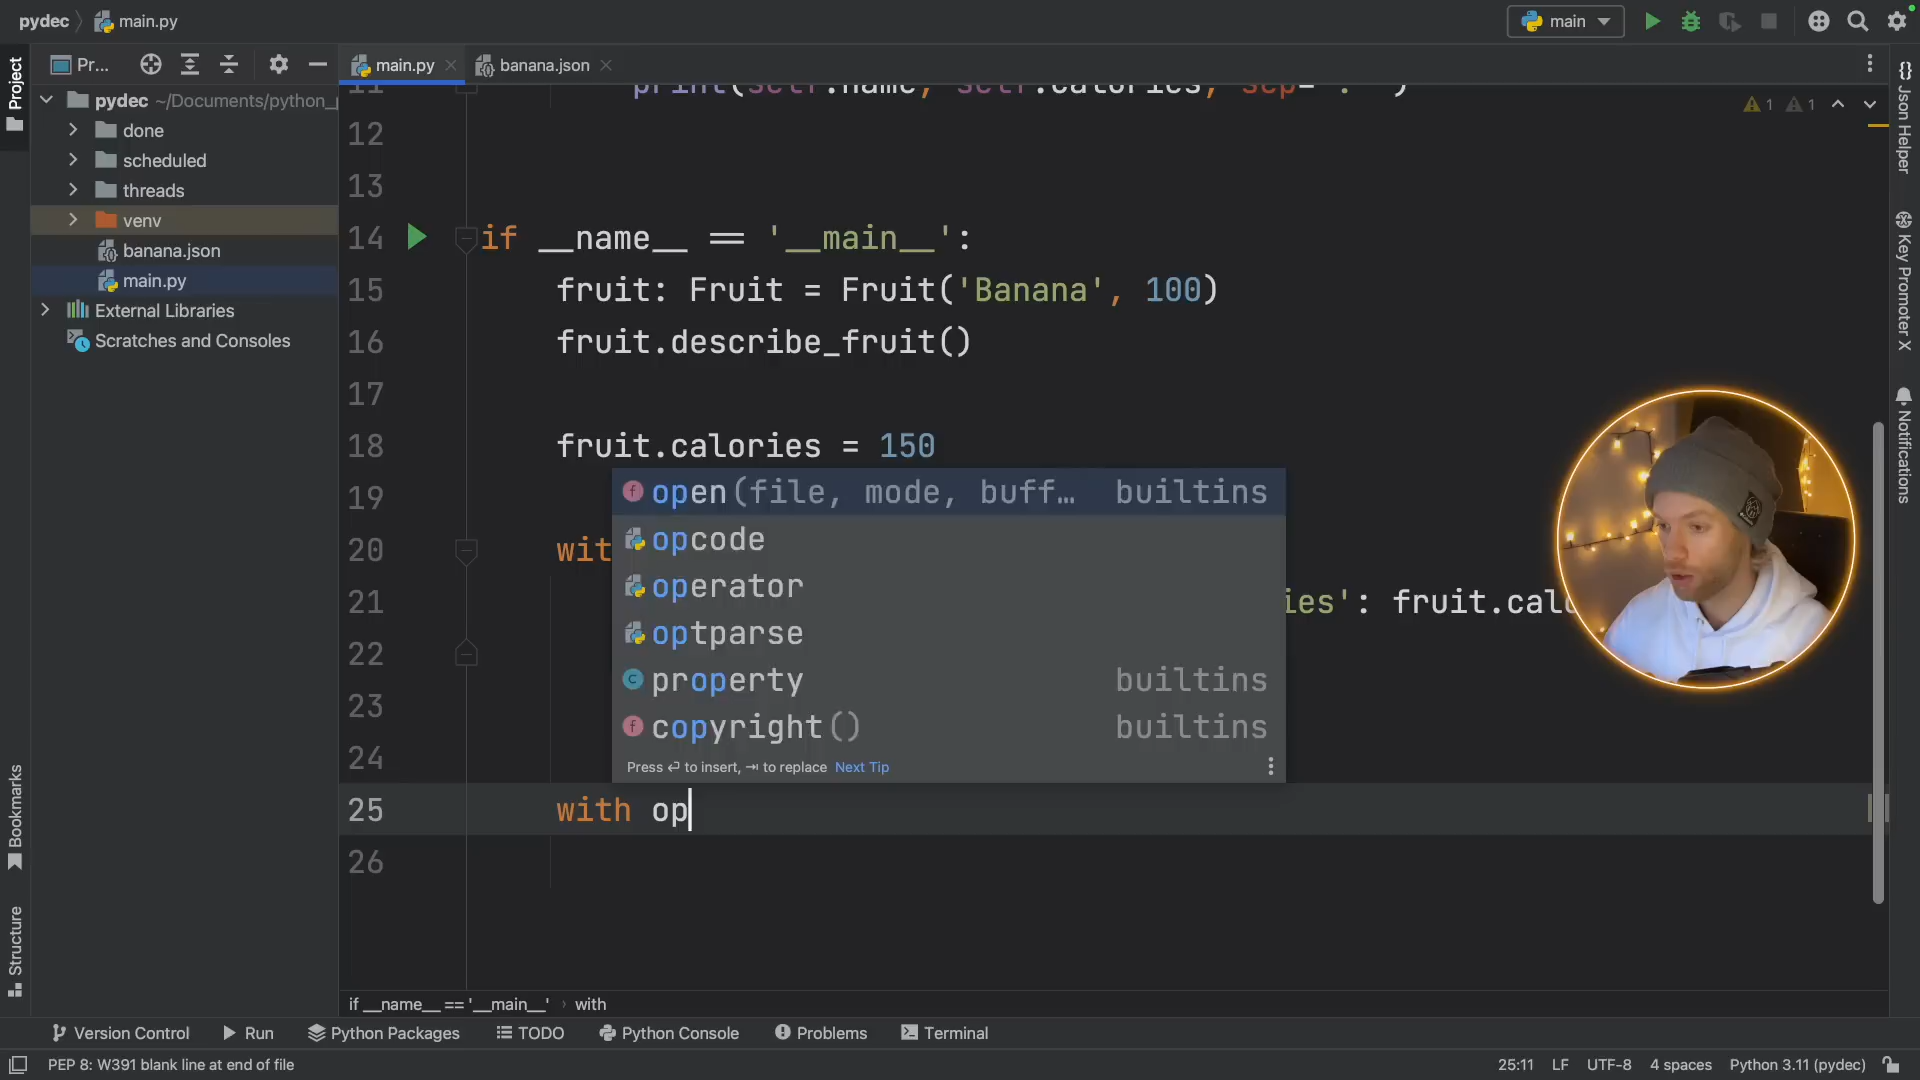 pydec main.py main
Project
Pr...
main.py banana.json
pydec ~/Documents/python_
done
scheduled
threads
venv
banana.json
main.py
External Libraries
Scratches and Consoles
Bookmarks
Structure
11
12
13
14 if __name__ == '__main__':
15 fruit: Fruit = Fruit('Banana', 100)
16 fruit.describe_fruit()
17
18 fruit.calories = 150
19
20 wit
21 ies': fruit.calo
22
23
24
25 with op
26
open(file, mode, buff… builtins
opcode
operator
optparse
property builtins
copyright() builtins
Press ⏎ to insert, ⇥ to replace Next Tip
1 1
{} Json Helper
Key Promoter X
Notifications
if __name__ == '__main__' › with
Version Control Run Python Packages TODO Python Console Problems Terminal
PEP 8: W391 blank line at end of file 25:11 LF UTF-8 4 spaces Python 3.11 (pydec)